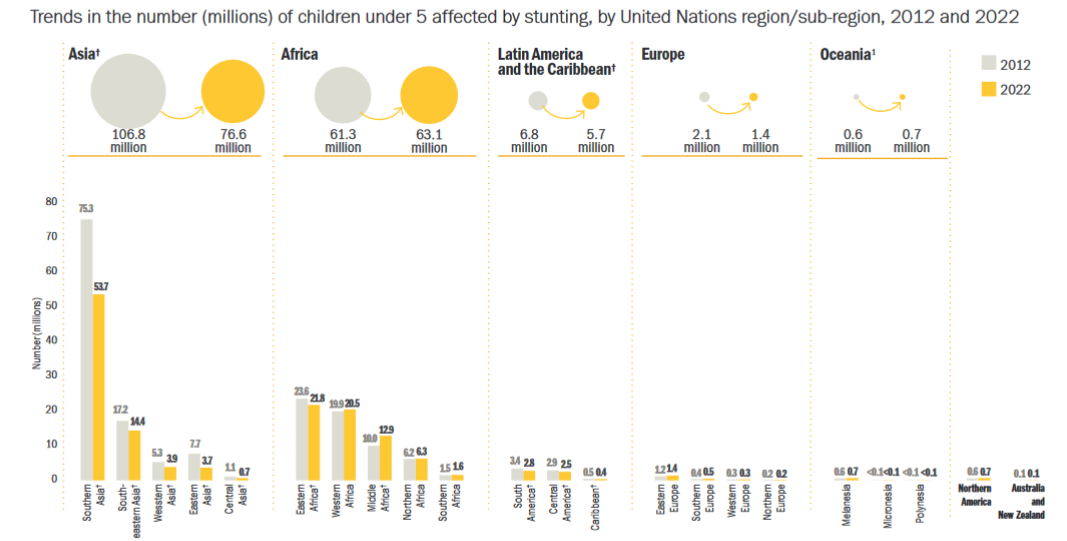 Trends in the number (millions) of children under 5 affected by stunting, by United Nations region/sub-region, 2012 and 2022
Asia†
106.8 million
76.6 million
Africa
61.3 million
63.1 million
Latin America
and the Caribbean†
6.8 million
5.7 million
Europe
2.1 million
1.4 million
Oceania¹
0.6 million
0.7 million
2012
2022
Number (millions)
80
70
60
50
40
30
20
10
0
75.3 53.7
17.2 14.4
5.3 3.9
7.7 3.7
1.1 0.7
23.6 21.8
19.9 20.5
10.0 12.9
6.2 6.3
1.5 1.6
3.4 2.8
2.9 2.5
0.5 0.4
1.2 1.4
0.4 0.5
0.3 0.3
0.2 0.2
0.6 0.7
<0.1 <0.1
<0.1 <0.1
0.6 0.7
0.1 0.1
Southern
Asia†
South-
eastern Asia†
Wesstern
Asia†
Eastern
Asia†
Central
Asia†
Eastern
Africa†
Western
Africa
Middle
Africa†
Northern
Africa
Southern
Africa
South
America†
Central
America†
Caribbean†
Eastern
Europe
Southern
Europe
Western
Europe
Northern
Europe
Melanesia
Micronesia
Polynesia
Northern
America
Australia
and
New Zealand